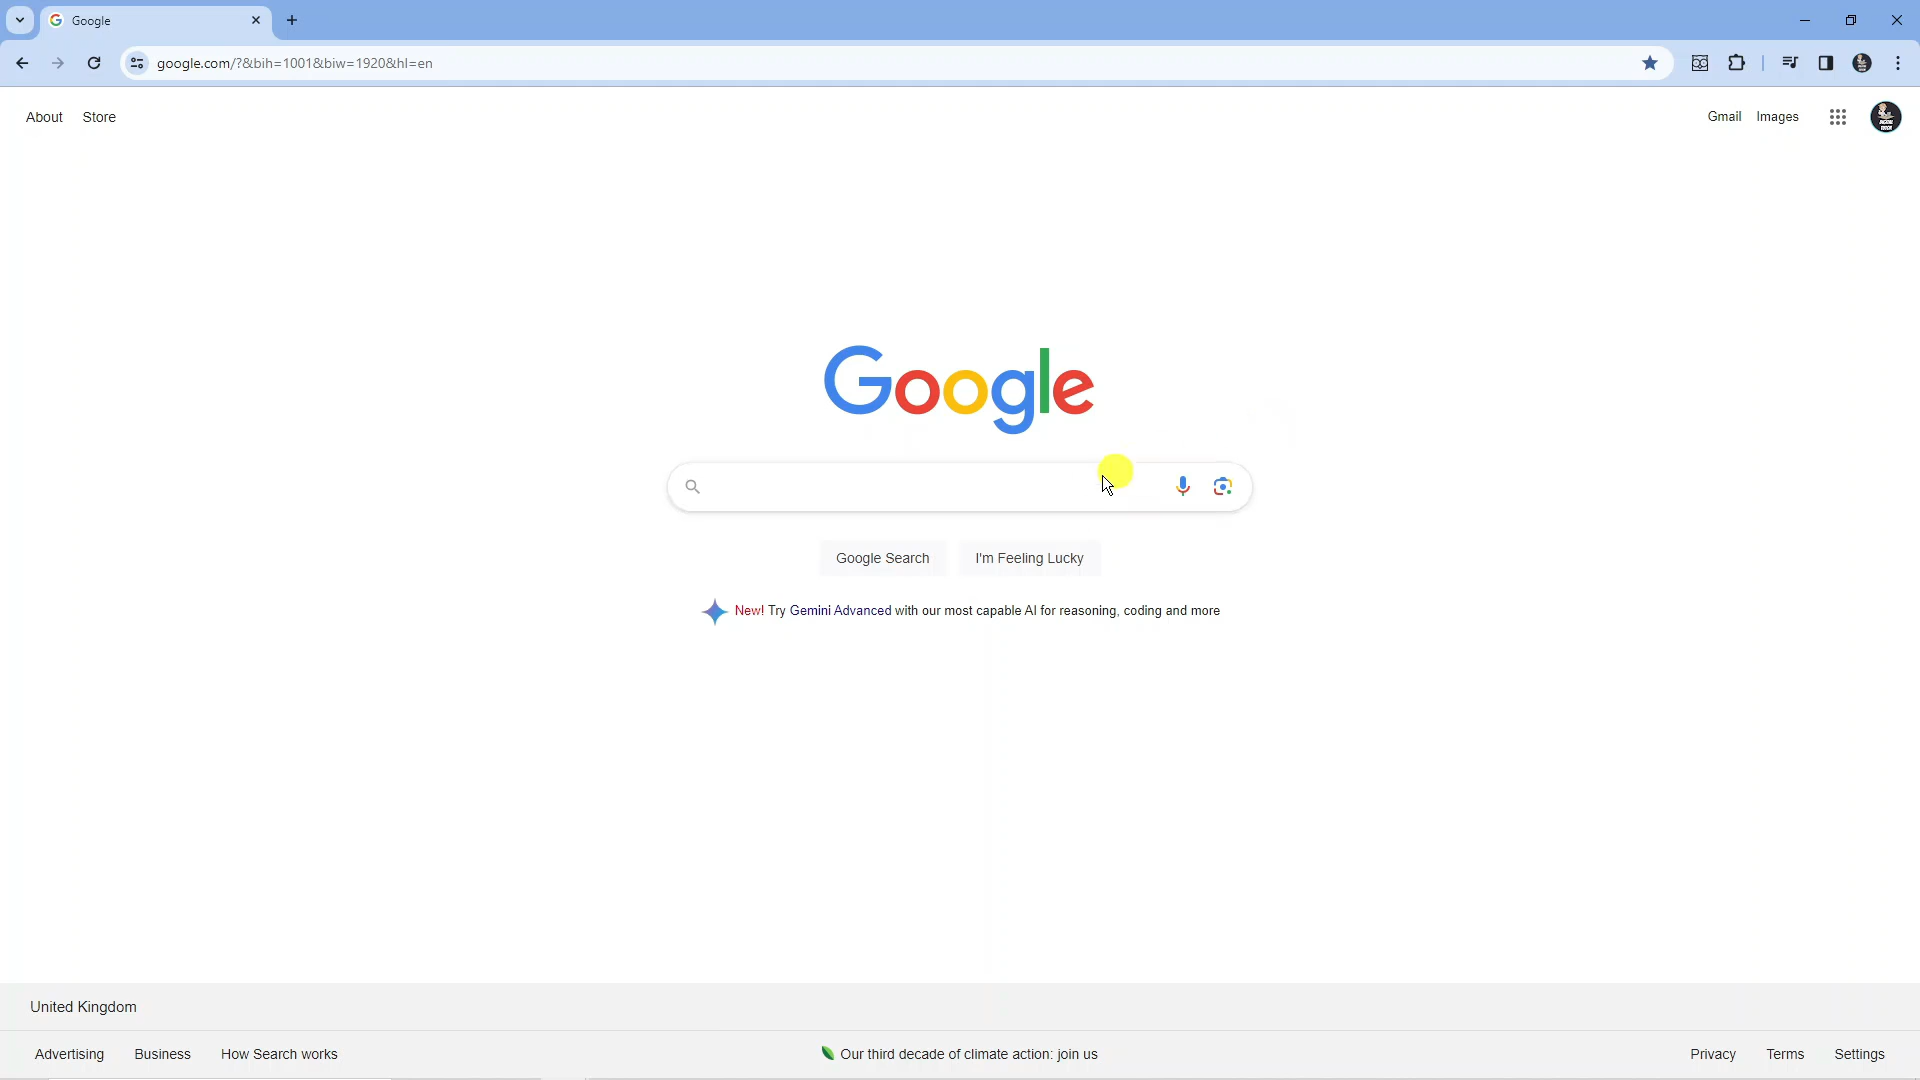 Google
google.com/?&bih=1001&biw=1920&hl=en
About Store
Gmail Images
Google
Google Search I'm Feeling Lucky
New! Try Gemini Advanced with our most capable AI for reasoning, coding and more
United Kingdom
Advertising Business How Search works
Our third decade of climate action: join us
Privacy Terms Settings